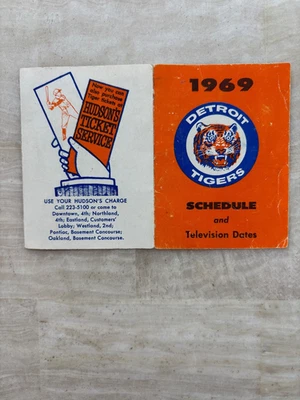 Now you can
also purchase
Tiger tickets at
HUDSON'S
TICKET
SERVICE
USE YOUR HUDSON'S CHARGE
Call 223-5100 or come to
Downtown, 4th; Northland,
4th; Eastland, Customers'
Lobby; Westland, 2nd;
Pontiac, Basement Concourse;
Oakland, Basement Concourse.
1969
DETROIT
TIGERS
SCHEDULE
and
Television Dates